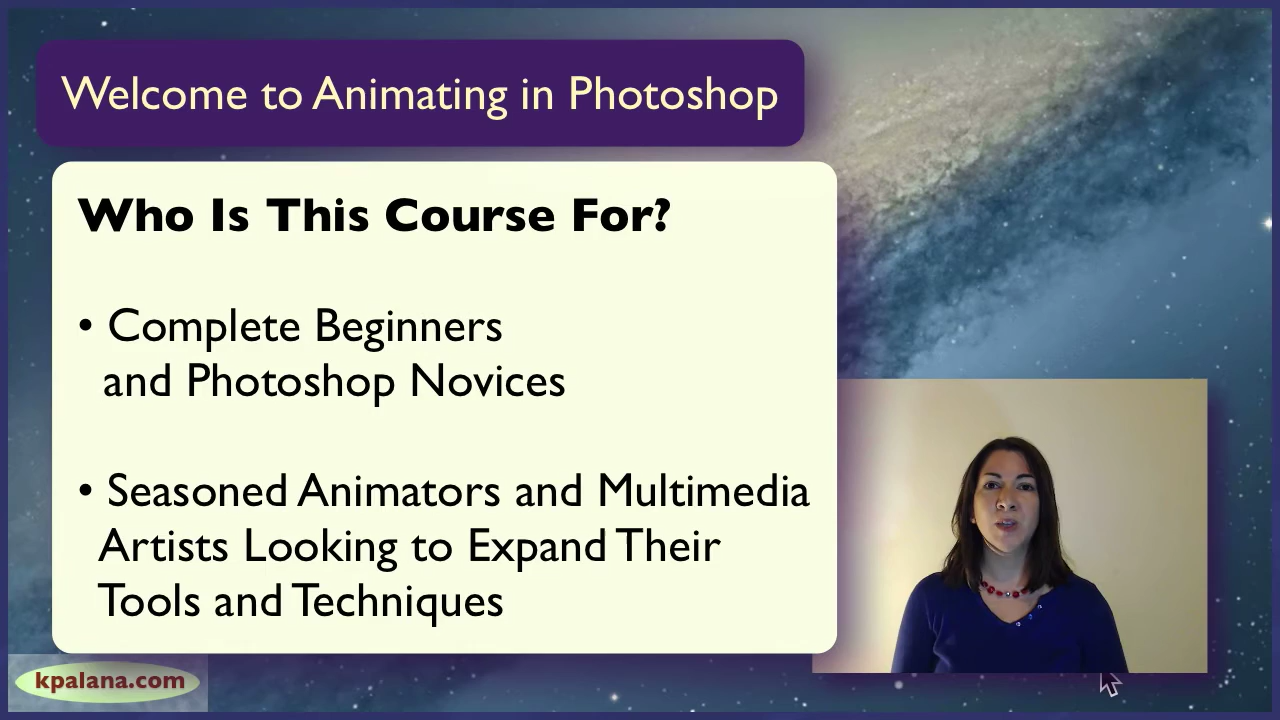 Welcome to Animating in Photoshop
Who Is This Course For?
• Complete Beginners
and Photoshop Novices
• Seasoned Animators and Multimedia
Artists Looking to Expand Their
Tools and Techniques
kpalana.com